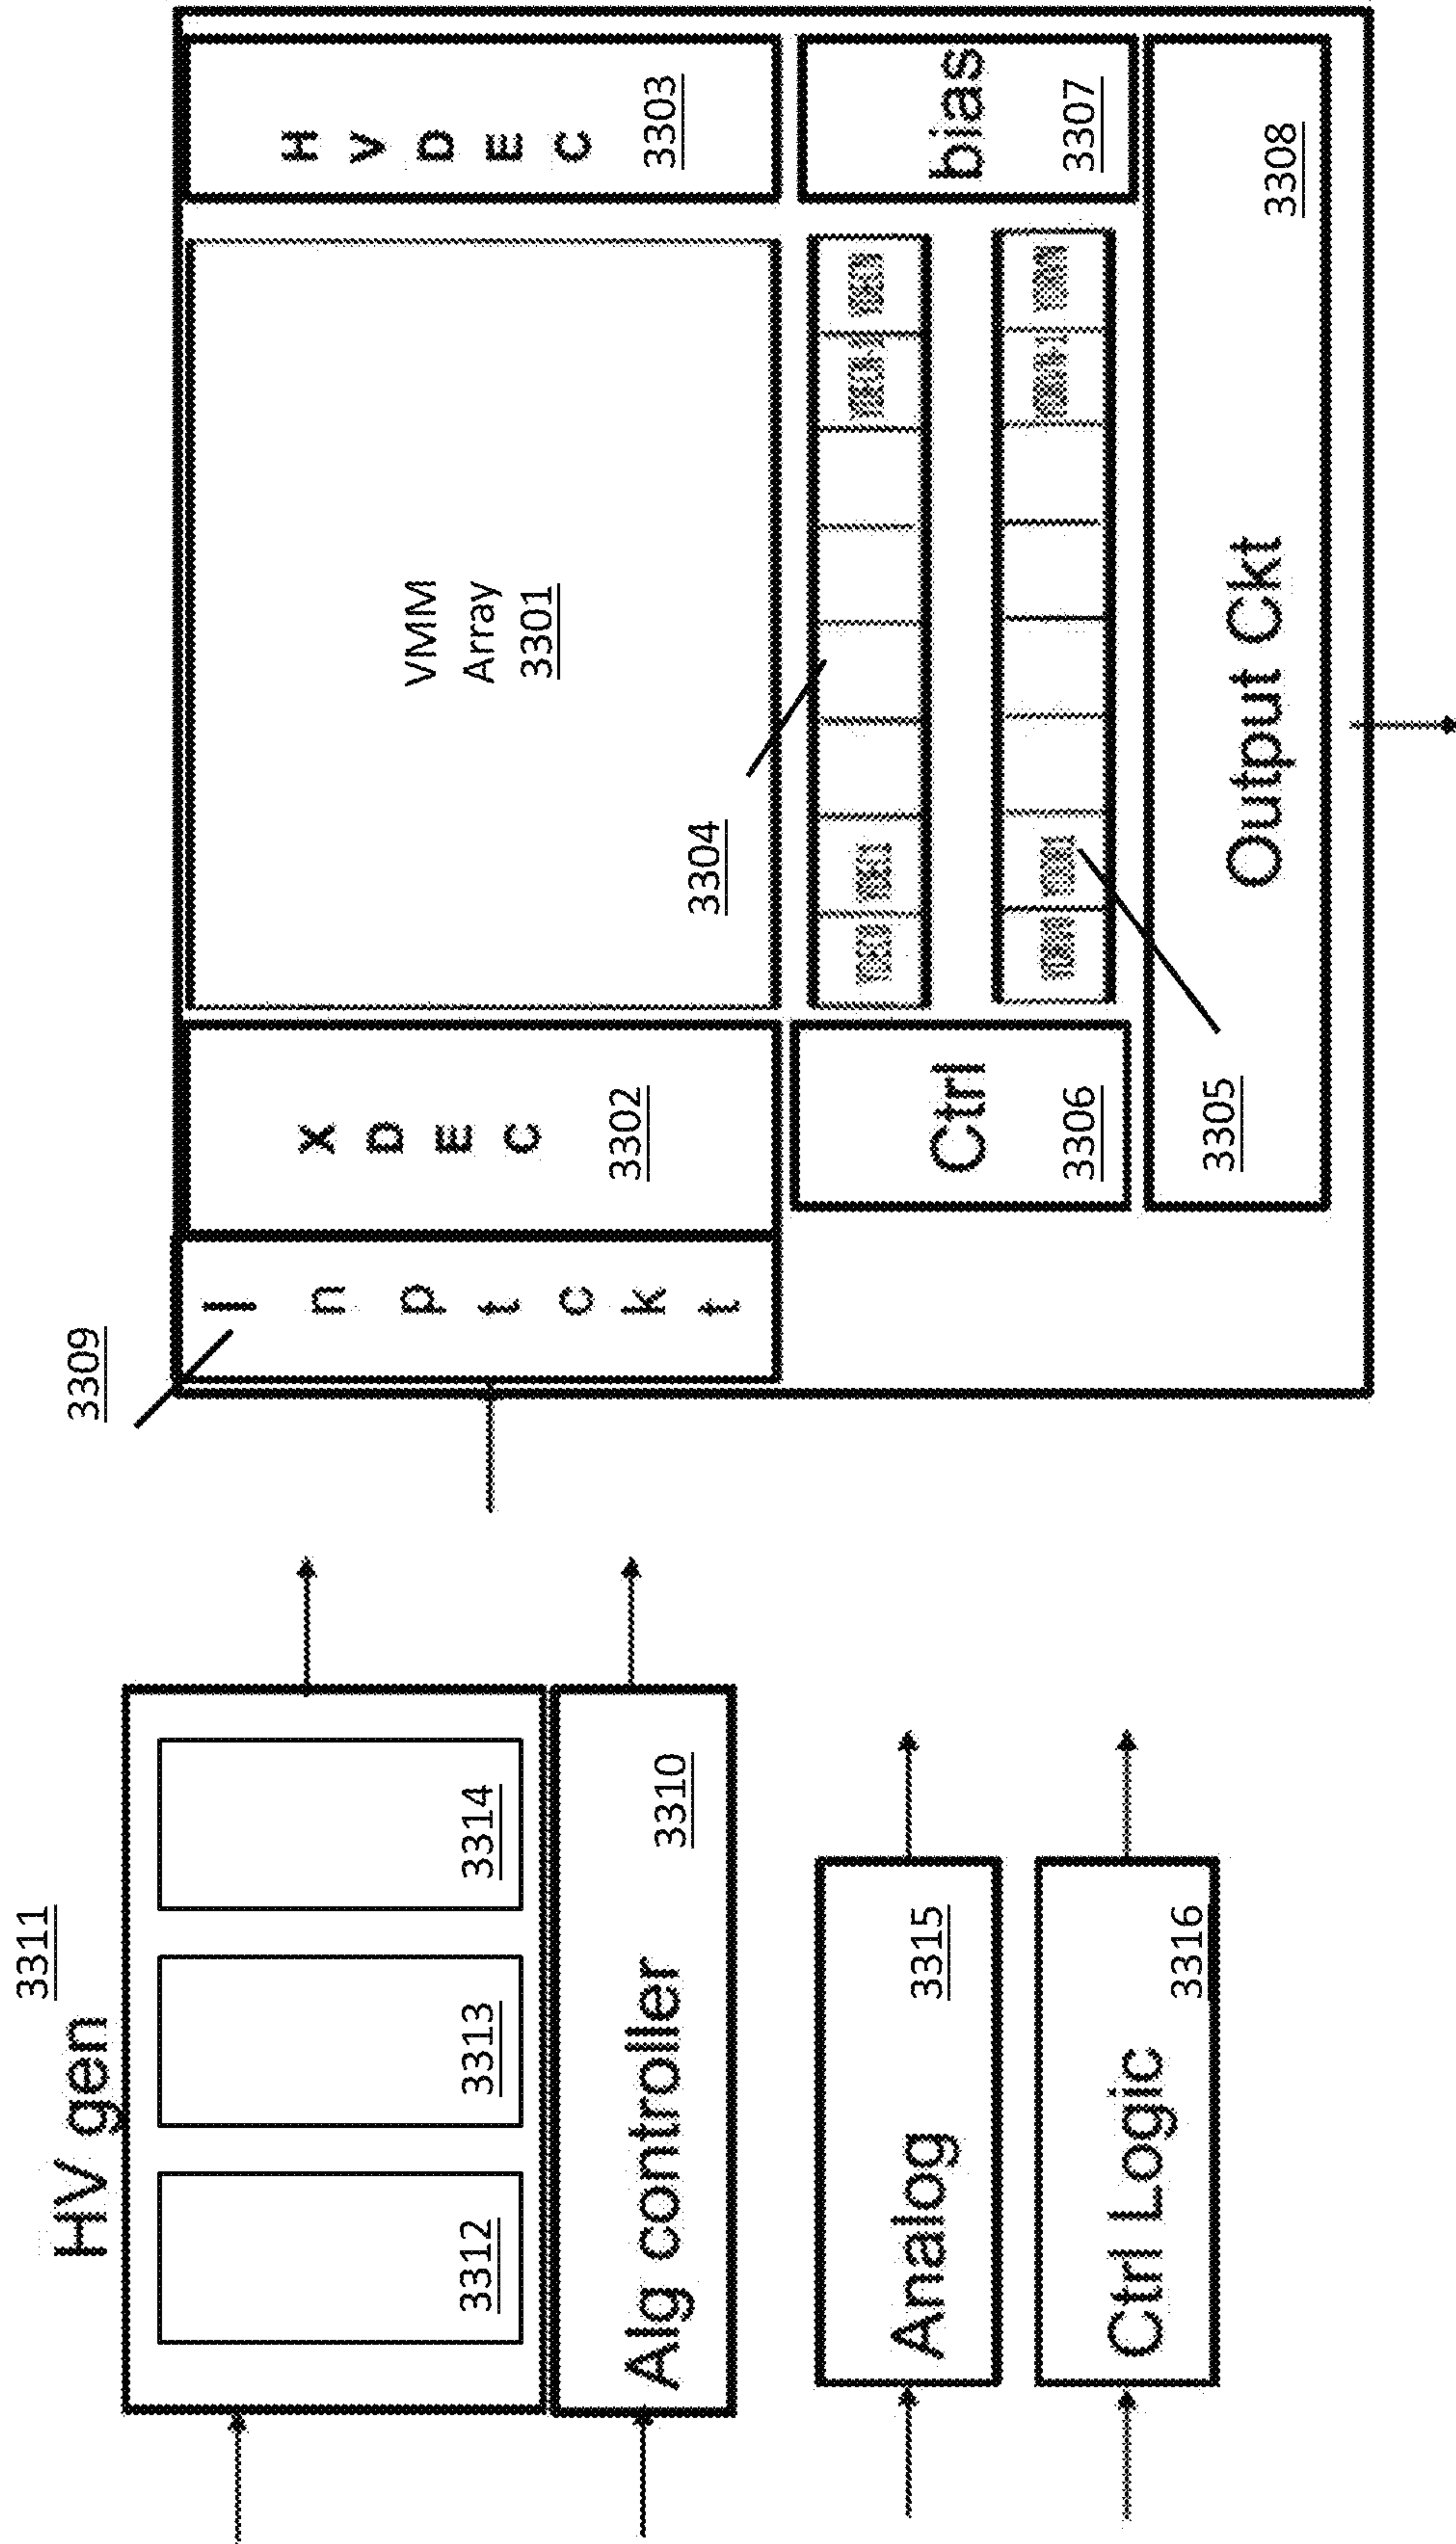 HV gen 3311
3312
3313
3314
Alg controller 3310
Analog 3315
Ctrl Logic 3316
3309
I
n
p
t
c
k
t
X
D
E
C
3302
VMM
Array
3301
H
V
D
E
C
3303
3304
Ctrl
3306
bias
3307
3305
Output Ckt
3308